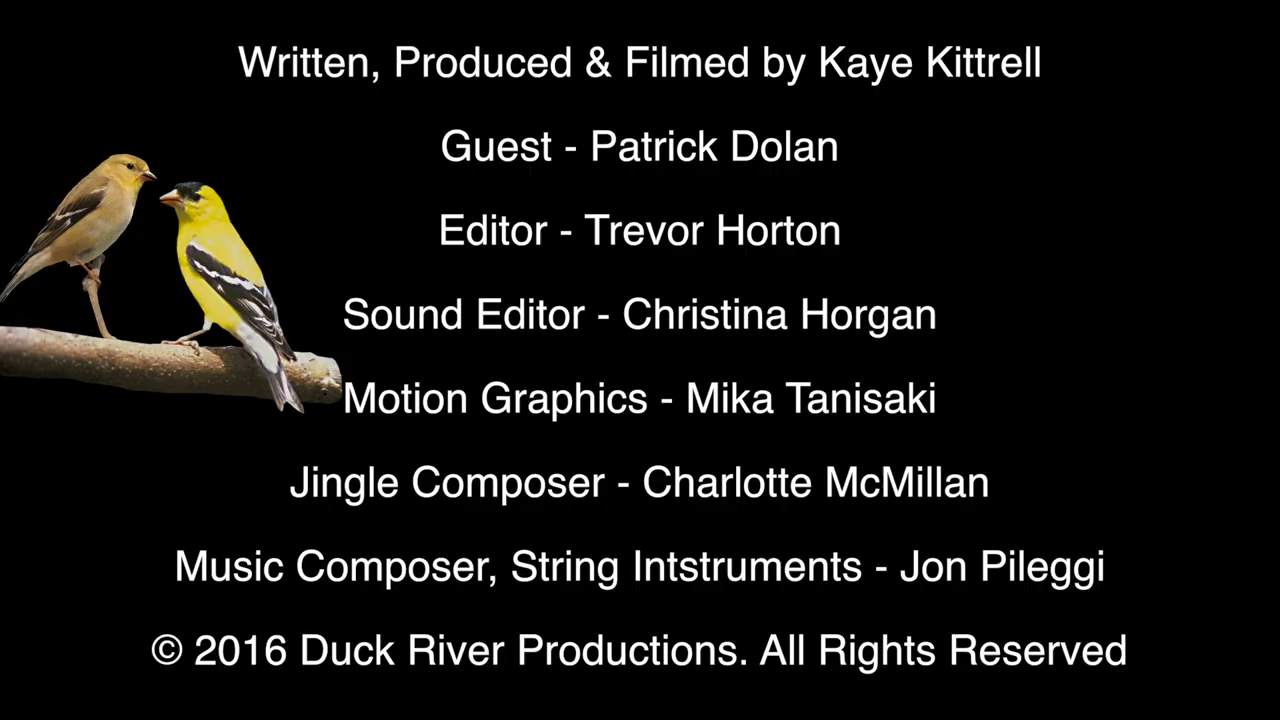 Written, Produced & Filmed by Kaye Kittrell
Guest - Patrick Dolan
Editor - Trevor Horton
Sound Editor - Christina Horgan
Motion Graphics - Mika Tanisaki
Jingle Composer - Charlotte McMillan
Music Composer, String Intstruments - Jon Pileggi
© 2016 Duck River Productions. All Rights Reserved